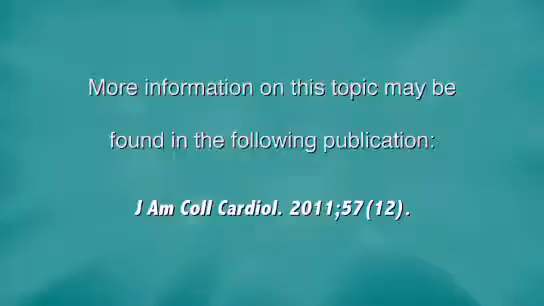 More information on this topic may be
found in the following publication:
J Am Coll Cardiol. 2011;57(12).